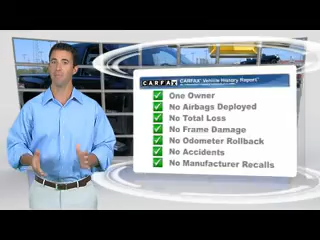 CARFAX CARFAX Vehicle History Report
One Owner
No Airbags Deployed
No Total Loss
No Frame Damage
No Odometer Rollback
No Accidents
No Manufacturer Recalls